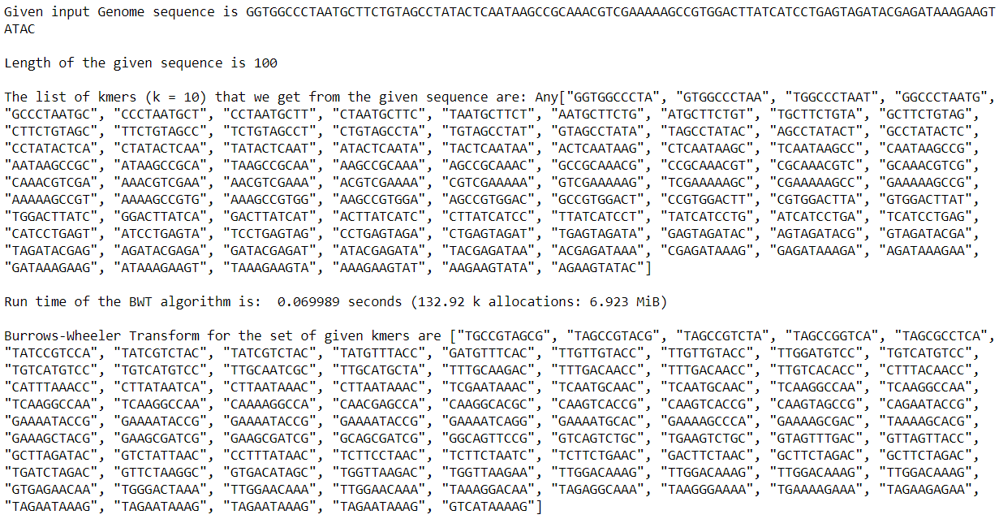 Given input Genome sequence is GGTGGCCCTAATGCTTCTGTAGCCTATACTCAATAAGCCGCAAACGTCGAAAAAGCCGTGGACTTATCATCCTGAGTAGATACGAGATAAAGAAGT
ATAC
Length of the given sequence is 100
The list of kmers (k = 10) that we get from the given sequence are: Any["GGTGGCCCTA", "GTGGCCCTAA", "TGGCCCTAAT", "GGCCCTAATG",
"GCCCTAATGC", "CCCTAATGCT", "CCTAATGCTT", "CTAATGCTTC", "TAATGCTTCT", "AATGCTTCTG", "ATGCTTCTGT", "TGCTTCTGTA", "GCTTCTGTAG",
"CTTCTGTAGC", "TTCTGTAGCC", "TCTGTAGCCT", "CTGTAGCCTA", "TGTAGCCTAT", "GTAGCCTATA", "TAGCCTATAC", "AGCCTATACT", "GCCTATACTC",
"CCTATACTCA", "CTATACTCAA", "TATACTCAAT", "ATACTCAATA", "TACTCAATAA", "ACTCAATAAG", "CTCAATAAGC", "TCAATAAGCC", "CAATAAGCCG",
"AATAAGCCGC", "ATAAGCCGCA", "TAAGCCGCAA", "AAGCCGCAAA", "AGCCGCAAAC", "GCCGCAAACG", "CCGCAAACGT", "CGCAAACGTC", "GCAAACGTCG",
"CAAACGTCGA", "AAACGTCGAA", "AACGTCGAAA", "ACGTCGAAAA", "CGTCGAAAAA", "GTCGAAAAAG", "TCGAAAAAGC", "CGAAAAAGCC", "GAAAAAGCCG",
"AAAAAGCCGT", "AAAAGCCGTG", "AAAGCCGTGG", "AAGCCGTGGA", "AGCCGTGGAC", "GCCGTGGACT", "CCGTGGACTT", "CGTGGACTTA", "GTGGACTTAT",
"TGGACTTATC", "GGACTTATCA", "GACTTATCAT", "ACTTATCATC", "CTTATCATCC", "TTATCATCCT", "TATCATCCTG", "ATCATCCTGA", "TCATCCTGAG",
"CATCCTGAGT", "ATCCTGAGTA", "TCCTGAGTAG", "CCTGAGTAGA", "CTGAGTAGAT", "TGAGTAGATA", "GAGTAGATAC", "AGTAGATACG", "GTAGATACGA",
"TAGATACGAG", "AGATACGAGA", "GATACGAGAT", "ATACGAGATA", "TACGAGATAA", "ACGAGATAAA", "CGAGATAAAG", "GAGATAAAGA", "AGATAAAGAA",
"GATAAAGAAG", "ATAAAGAAGT", "TAAAGAAGTA", "AAAGAAGTAT", "AAGAAGTATA", "AGAAGTATAC"]
Run time of the BWT algorithm is:  0.069989 seconds (132.92 k allocations: 6.923 MiB)
Burrows-Wheeler Transform for the set of given kmers are ["TGCCGTAGCG", "TAGCCGTACG", "TAGCCGTCTA", "TAGCCGGTCA", "TAGCGCCTCA",
"TATCCGTCCA", "TATCGTCTAC", "TATCGTCTAC", "TATGTTTACC", "GATGTTTCAC", "TTGTTGTACC", "TTGTTGTACC", "TTGGATGTCC", "TGTCATGTCC",
"TGTCATGTCC", "TGTCATGTCC", "TTGCAATCGC", "TTGCATGCTA", "TTTGCAAGAC", "TTTGACAACC", "TTTGACAACC", "TTGTCACACC", "CTTTACAACC",
"CATTTAAACC", "CTTATAATCA", "CTTAATAAAC", "CTTAATAAAC", "TCGAATAAAC", "TCAATGCAAC", "TCAATGCAAC", "TCAAGGCCAA", "TCAAGGCCAA",
"TCAAGGCCAA", "TCAAGGCCAA", "CAAAAGGCCA", "CAACGAGCCA", "CAAGGCACGC", "CAAGTCACCG", "CAAGTCACCG", "CAAGTAGCCG", "CAGAATACCG",
"GAAAATACCG", "GAAAATACCG", "GAAAATACCG", "GAAAATACCG", "GAAAATCAGG", "GAAAATGCAC", "GAAAAGCCCA", "GAAAAGCGAC", "TAAAAGCACG",
"GAAAGCTACG", "GAAGCGATCG", "GAAGCGATCG", "GCAGCGATCG", "GGCAGTTCCG", "GTCAGTCTGC", "TGAAGTCTGC", "GTAGTTTGAC", "GTTAGTTACC",
"GCTTAGATAC", "GTCTATTAAC", "CCTTTATAAC", "TCTTCCTAAC", "TCTTCTAATC", "TCTTCTGAAC", "GACTTCTAAC", "GCTTCTAGAC", "GCTTCTAGAC",
"TGATCTAGAC", "GTTCTAAGGC", "GTGACATAGC", "TGGTTAAGAC", "TGGTTAAGAA", "TTGGACAAAG", "TTGGACAAAG", "TTGGACAAAG", "TTGGACAAAG",
"GTGAGAACAA", "TGGGACTAAA", "TTGGAACAAA", "TTGGAACAAA", "TAAAGGACAA", "TAGAGGCAAA", "TAAGGGAAAA", "TGAAAAGAAA", "TAGAAGAGAA",
"TAGAATAAAG", "TAGAATAAAG", "TAGAATAAAG", "TAGAATAAAG", "GTCATAAAAG"]